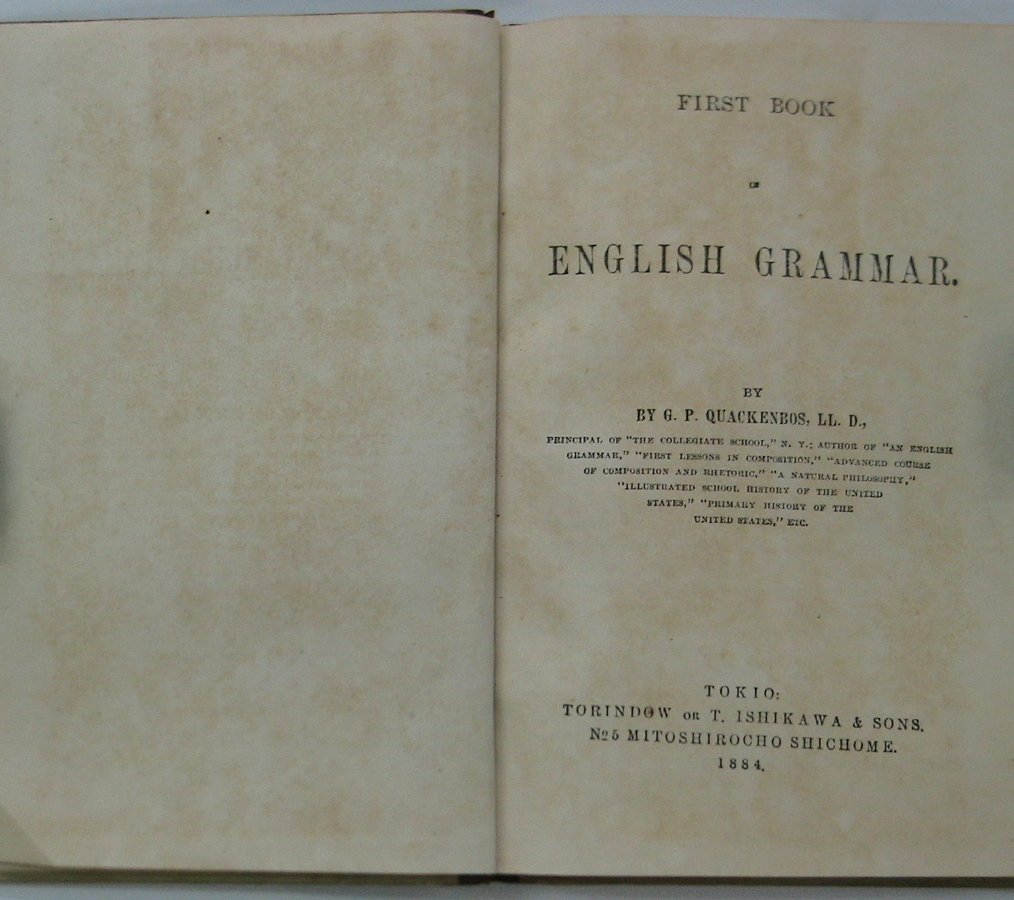 FIRST BOOK
IN
ENGLISH GRAMMAR.
BY
BY G. P. QUACKENBOS, LL. D.,
PRINCIPAL OF "THE COLLEGIATE SCHOOL," N. Y.; AUTHOR OF "AN ENGLISH
GRAMMAR," "FIRST LESSONS IN COMPOSITION," "ADVANCED COURSE
OF COMPOSITION AND RHETORIC," "A NATURAL PHILOSOPHY,"
"ILLUSTRATED SCHOOL HISTORY OF THE UNITED
STATES," "PRIMARY HISTORY OF THE
UNITED STATES," ETC.
TOKIO:
TORINDOW OR T. ISHIKAWA & SONS.
No 5 MITOSHIROCHO SHICHOME.
1884.